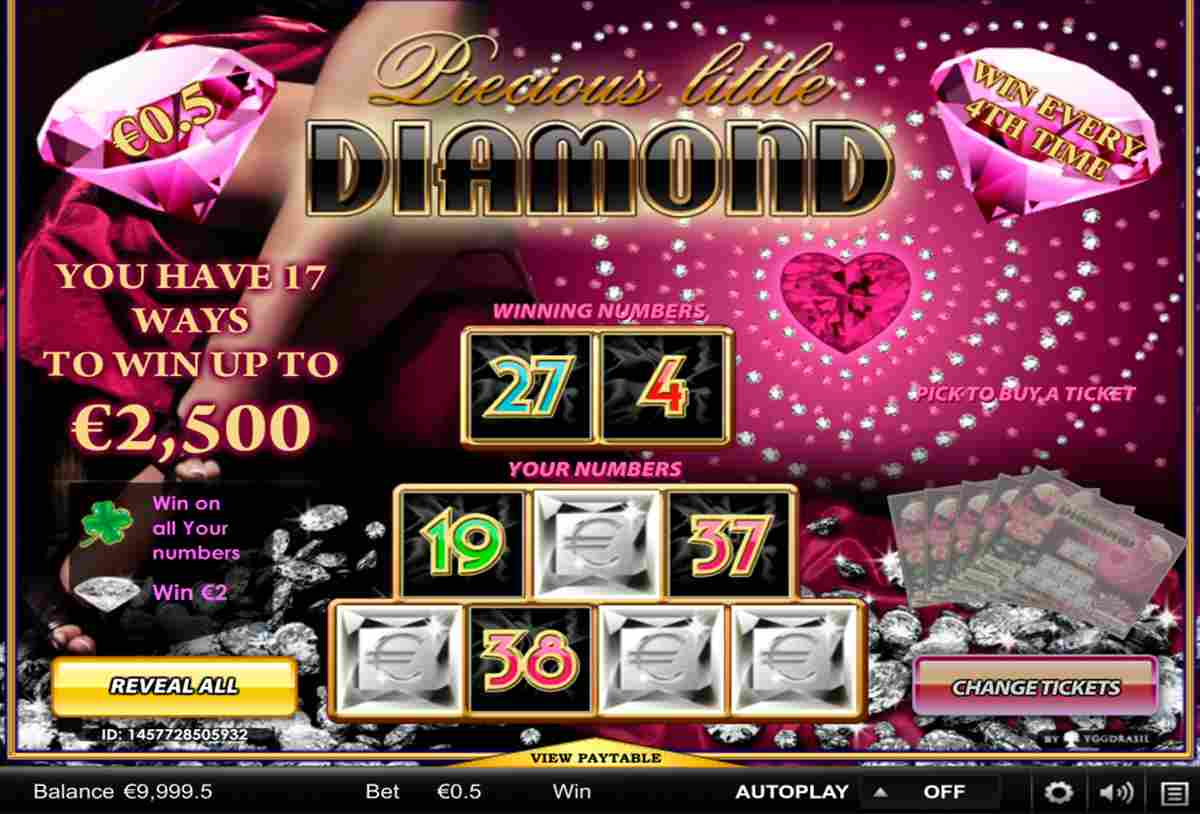 Precious little
DIAMOND
€0.5
WIN EVERY
4TH TIME
YOU HAVE 17
WAYS
TO WIN UP TO
€2,500
WINNING NUMBERS
27 4
PICK TO BUY A TICKET
YOUR NUMBERS
19 € 37
€ 38 € €
Win on
all Your
numbers
Win €2
REVEAL ALL
CHANGE TICKETS
ID: 1457728505932
BY YGGDRASIL
VIEW PAYTABLE
Balance €9,999.5 Bet €0.5 Win AUTOPLAY OFF